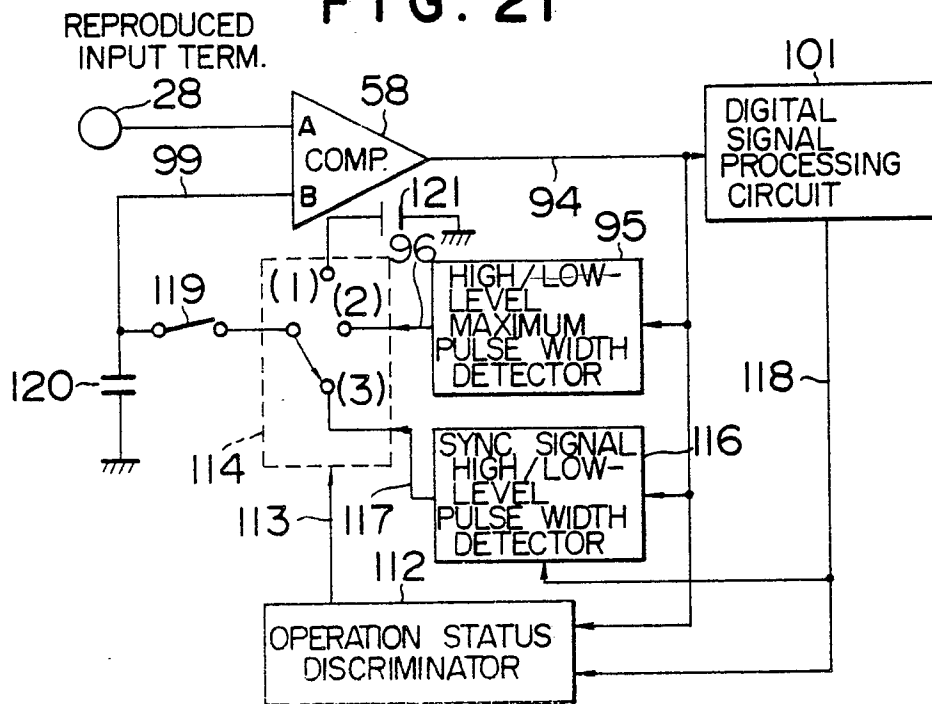 FIG. 21
REPRODUCED
INPUT TERM.
28
58
101
A
COMP.
B
99
94
DIGITAL
SIGNAL
PROCESSING
CIRCUIT
121
96
95
(1)
(2)
(3)
119
HIGH/LOW-
LEVEL
MAXIMUM
PULSE WIDTH
DETECTOR
120
118
114
SYNC SIGNAL
HIGH/LOW-
LEVEL
PULSE WIDTH
DETECTOR
116
113
117
112
OPERATION STATUS
DISCRIMINATOR